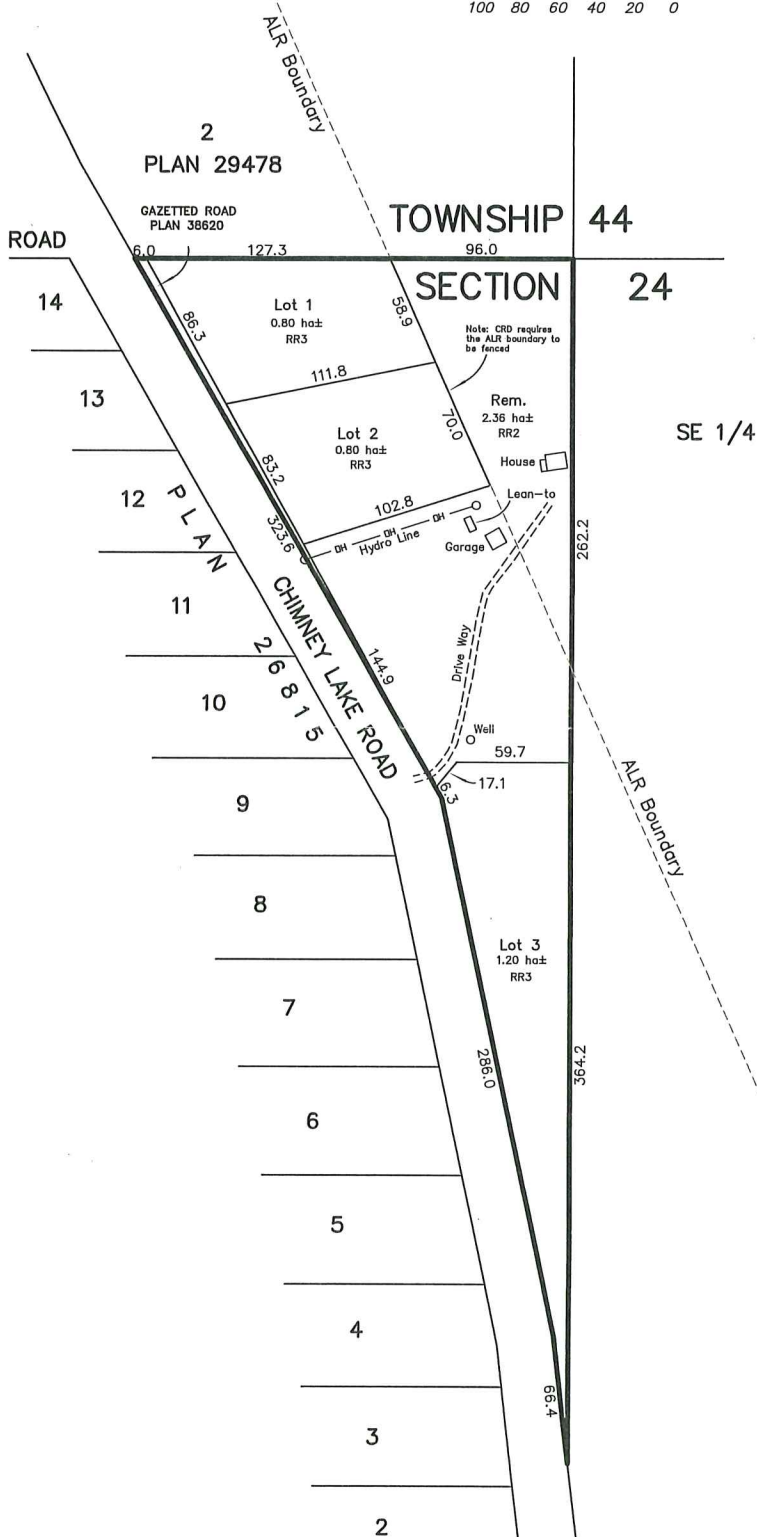 100 80 60 40 20 0
ALR Boundary
2
PLAN 29478
GAZETTED ROAD
PLAN 38620
TOWNSHIP 44
ROAD
6.0
127.3
96.0
SECTION 24
14
86.3
Lot 1
0.80 ha±
RR3
58.9
Note: CRD requires
the ALR boundary to
be fenced
111.8
13
Rem.
2.36 ha±
RR2
70.0
SE 1/4
Lot 2
0.80 ha±
RR3
83.2
House
12
102.8
Lean-to
323.6
DH DH DH
Hydro Line
Garage
262.2
PLAN 26815
CHIMNEY LAKE ROAD
11
144.9
Drive Way
10
Well
59.7
17.1
6.3
ALR Boundary
9
8
Lot 3
1.20 ha±
RR3
7
286.0
364.2
6
5
4
66.4
3
2